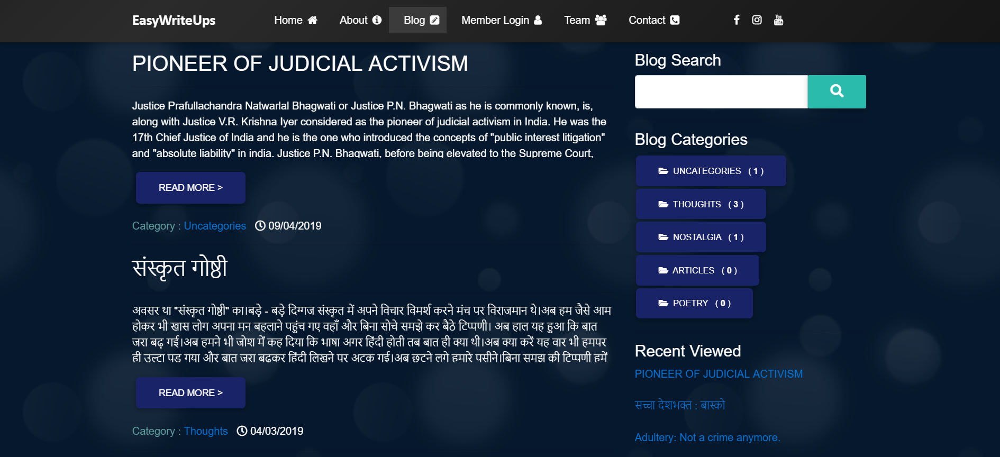 EasyWriteUps
Home
About
Blog
Member Login
Team
Contact
You
Tube
PIONEER OF JUDICIAL ACTIVISM
Justice Prafullachandra Natwarlal Bhagwati or Justice P.N. Bhagwati as he is commonly known, is,
along with Justice V.R. Krishna Iyer considered as the pioneer of judicial activism in India. He was the
17th Chief Justice of India and he is the one who introduced the concepts of "public interest litigation"
and "absolute liability" in india. Justice P.N. Bhagwati, before being elevated to the Supreme Court,
READ MORE >
Category : Uncategories 09/04/2019
संस्कृत गोष्ठी
अवसर था "संस्कृत गोष्ठी" का।बड़े - बड़े दिग्गज संस्कृत में अपने विचार विमर्श करने मंच पर विराजमान थे।अब हम जैसे आम
होकर भी खास लोग अपना मन बहलाने पहुंच गए वहाँ और बिना सोचे समझे कर बैठे टिप्पणी। अब हाल यह हुआ कि बात
जरा बढ़ गई।अब हमने भी जोश में कह दिया कि भाषा अगर हिंदी होती तब बात ही क्या थी।अब क्या करें यह वार भी हमपर
ही उल्टा पड़ गया और बात जरा बढकर हिंदी लिखने पर अटक गई।अब छूटने लगे हमारे पसीने।बिना समझ की टिप्पणी हमें
READ MORE >
Category : Thoughts 04/03/2019
Blog Search
Blog Categories
UNCATEGORIES ( 1 )
THOUGHTS ( 3 )
NOSTALGIA ( 1 )
ARTICLES ( 0 )
POETRY ( 0 )
Recent Viewed
PIONEER OF JUDICIAL ACTIVISM
सच्चा देशभक्त : बास्को
Adultery: Not a crime anymore.